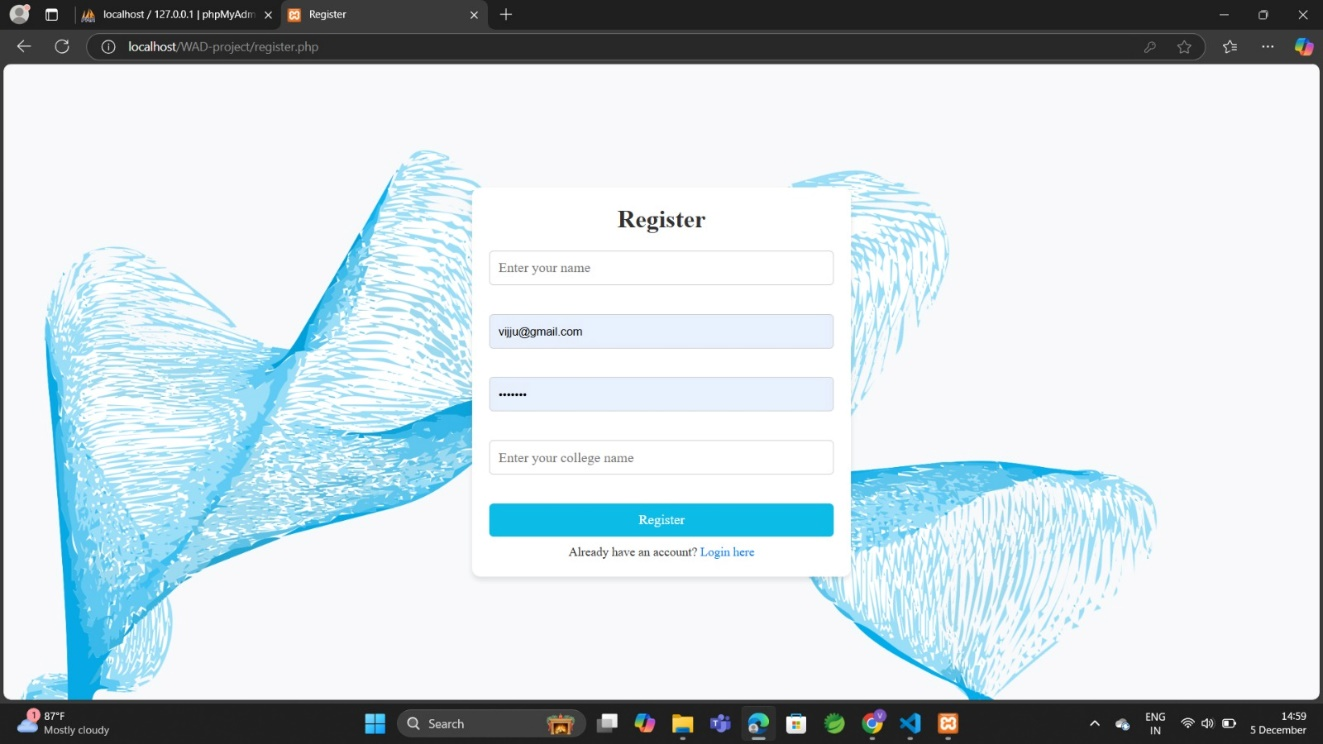 localhost / 127.0.0.1 | phpMyAdm
Register
localhost/WAD-project/register.php
Register
Enter your name
vijju@gmail.com
•••••••
Enter your college name
Register
Already have an account? Login here
1
87°F
Mostly cloudy
Search
V
ENG
IN
14:59
5 December